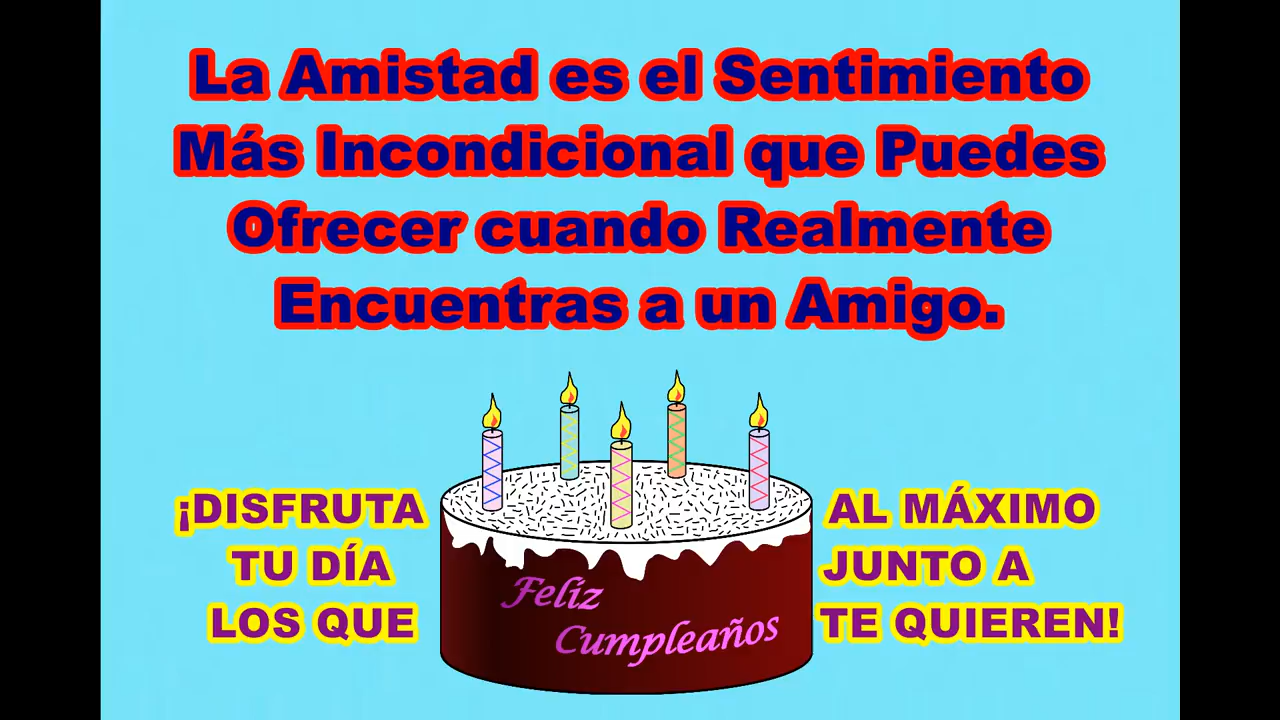 La Amistad es el Sentimiento
Más Incondicional que Puedes
Ofrecer cuando Realmente
Encuentras a un Amigo.
¡DISFRUTA AL MÁXIMO
TU DÍA JUNTO A
LOS QUE TE QUIEREN!
Feliz
Cumpleaños